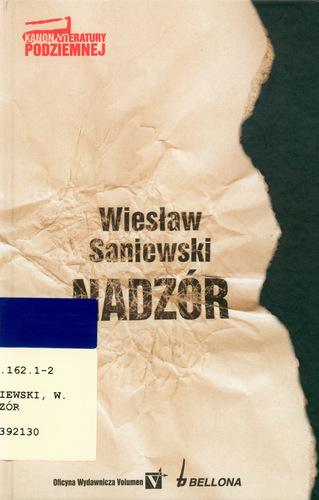 KANON LITERATURY
PODZIEMNEJ
Wiesław
Saniewski
NADZÓR
.162.1-2
IEWSKI, W.
ZÓR
392130
Oficyna Wydawnicza Volumen V
BELLONA